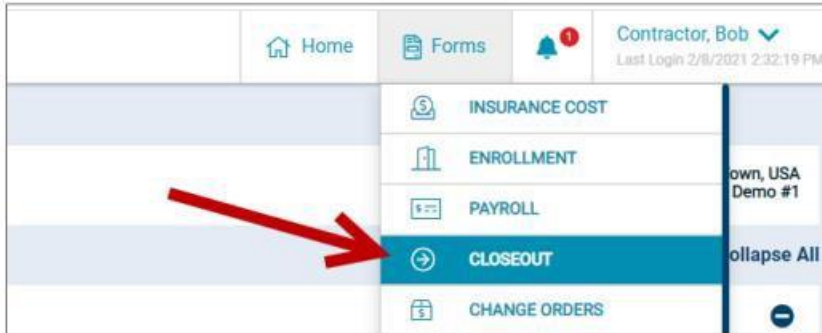 Home
Forms
1
Contractor, Bob
Last Login 2/8/2021 2:32:19 PM
INSURANCE COST
ENROLLMENT
own, USA
Demo #1
PAYROLL
CLOSEOUT
ollapse All
CHANGE ORDERS